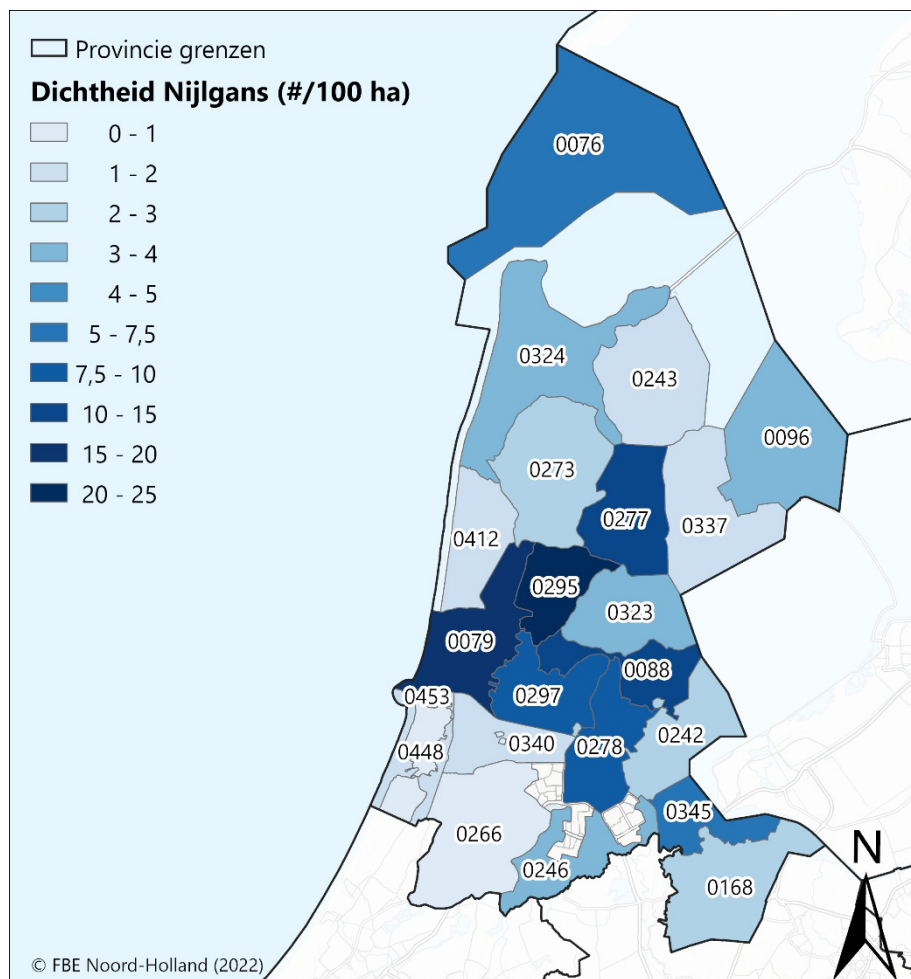 Provincie grenzen
Dichtheid Nijlgans (#/100 ha)
0 - 1
1 - 2
2 - 3
3 - 4
4 - 5
5 - 7,5
7,5 - 10
10 - 15
15 - 20
20 - 25
0076
0324
0243
0096
0273
0277
0337
0412
0295
0323
0079
0088
0297
0453
0242
0340
0278
0448
0345
0266
0246
0168
N
© FBE Noord-Holland (2022)